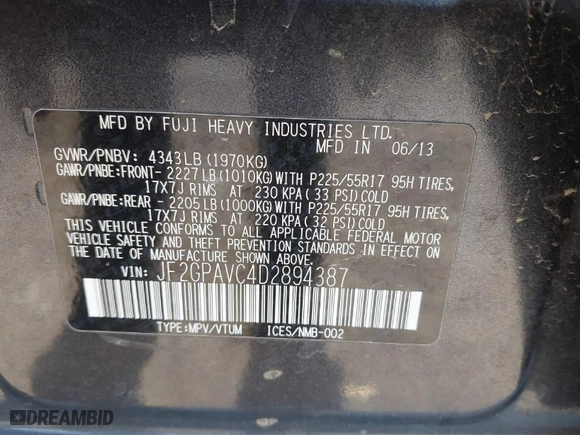 MFD BY FUJI HEAVY INDUSTRIES LTD.
MFD IN 06/13
GVWR/PNBV: 4343LB (1970KG)
GAWR/PNBE:FRONT- 2227LB(1010KG)WITH P225/55R17 95H TIRES,
17X7J RIMS AT 230 KPA(33 PSI)COLD
GAWR/PNBE:REAR - 2205LB(1000KG)WITH P225/55R17 95H TIRES,
17X7J RIMS AT 220 KPA(32 PSI)COLD
THIS VEHICLE CONFORMS TO ALL APPLICABLE FEDERAL MOTOR
VEHICLE SAFETY AND THEFT PREVENTION STANDARDS IN EFFECT ON
THE DATE OF MANUFACTURE SHOWN ABOVE.
VIN: JF2GPAVC4D2894387
TYPE:MPV/VTUM ICES/NMB-002
DREAMBID